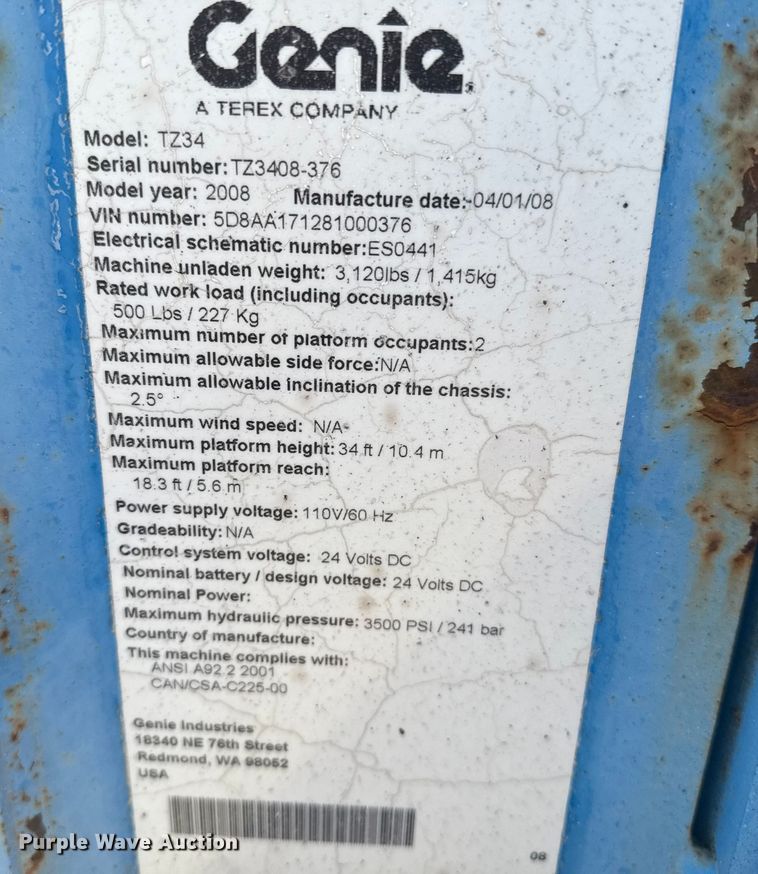 Genie
A TEREX COMPANY
Model: TZ34
Serial number: TZ3408-376
Model year: 2008 Manufacture date: 04/01/08
VIN number: 5D8AA171281000376
Electrical schematic number: ES0441
Machine unladen weight: 3,120lbs / 1,415kg
Rated work load (including occupants):
500 Lbs / 227 Kg
Maximum number of platform occupants: 2
Maximum allowable side force: N/A
Maximum allowable inclination of the chassis:
2.5°
Maximum wind speed: N/A
Maximum platform height: 34 ft / 10.4 m
Maximum platform reach:
18.3 ft / 5.6 m
Power supply voltage: 110V/60 Hz
Gradeability: N/A
Control system voltage: 24 Volts DC
Nominal battery / design voltage: 24 Volts DC
Nominal Power:
Maximum hydraulic pressure: 3500 PSI / 241 bar
Country of manufacture:
This machine complies with:
ANSI A92.2 2001
CAN/CSA-C225-00
Genie Industries
18340 NE 76th Street
Redmond, WA 98052
USA
08
Purple Wave Auction